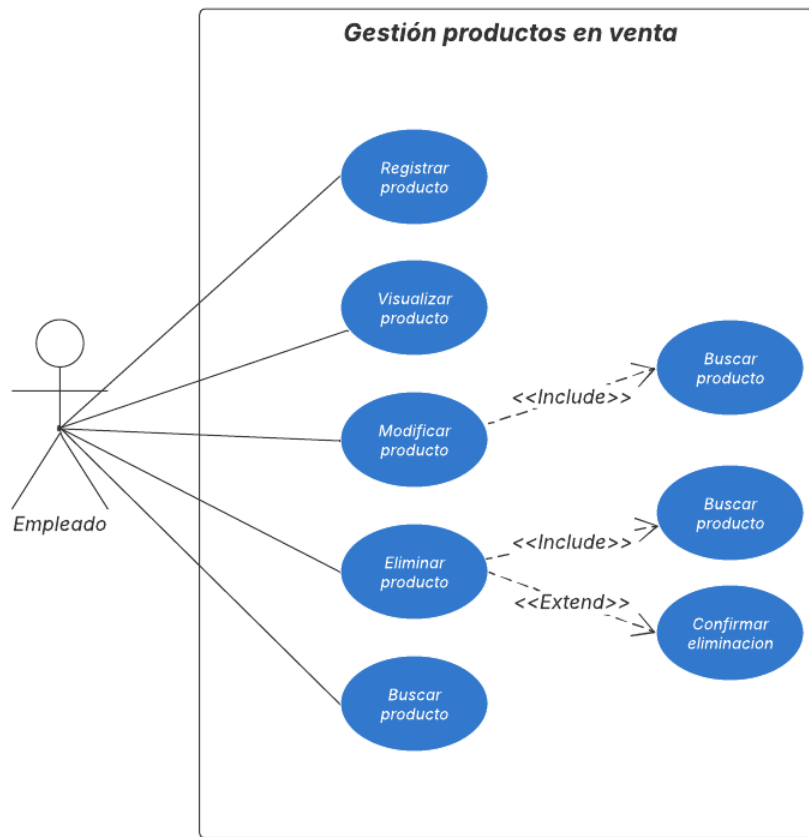 Gestión productos en venta
Registrar
producto
Visualizar
producto
Buscar
producto
<<Include>>
Modificar
producto
Buscar
producto
Empleado
<<Include>>
Eliminar
producto
<<Extend>>
Confirmar
eliminacion
Buscar
producto